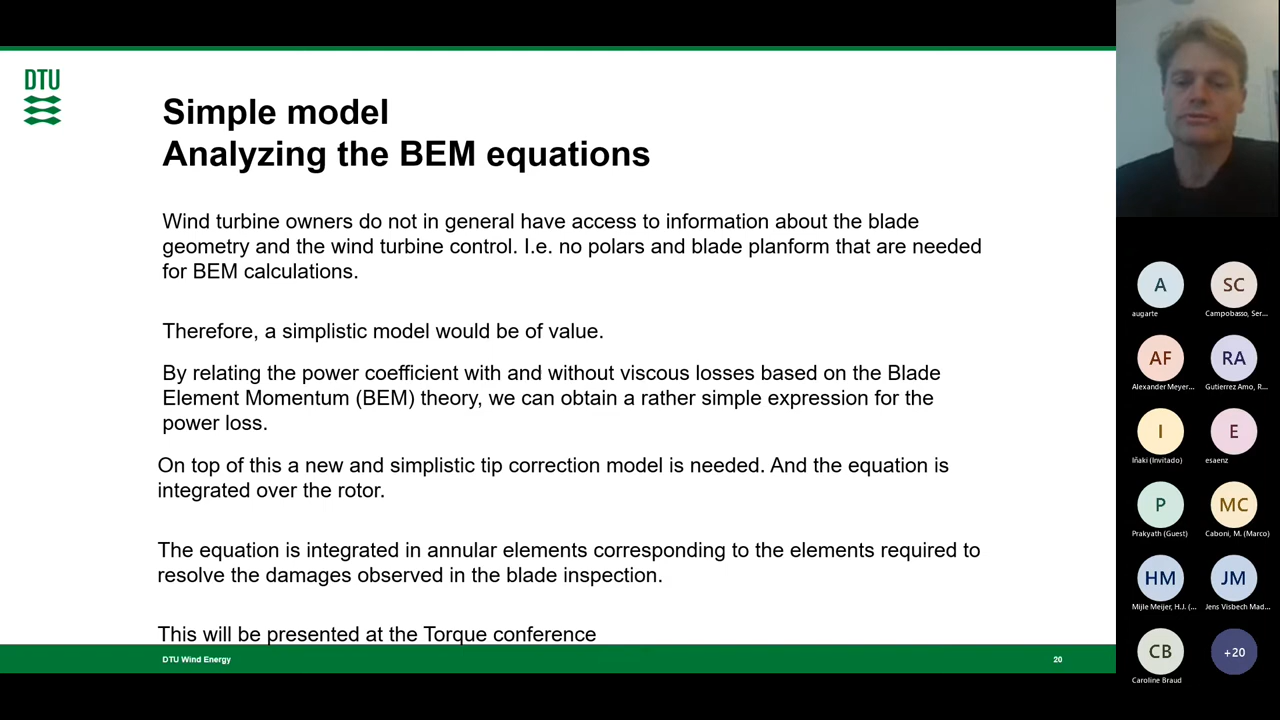 DTU
Simple model
Analyzing the BEM equations
Wind turbine owners do not in general have access to information about the blade
geometry and the wind turbine control. I.e. no polars and blade planform that are needed
for BEM calculations.
Therefore, a simplistic model would be of value.
By relating the power coefficient with and without viscous losses based on the Blade
Element Momentum (BEM) theory, we can obtain a rather simple expression for the
power loss.
On top of this a new and simplistic tip correction model is needed. And the equation is
integrated over the rotor.
The equation is integrated in annular elements corresponding to the elements required to
resolve the damages observed in the blade inspection.
This will be presented at the Torque conference
DTU Wind Energy
20
A
SC
augarte
Campobasso, Ser...
AF
RA
Alexander Meyer...
Gutierrez Amo, R...
I
E
Iñaki (Invitado)
esaenz
P
MC
Prakyath (Guest)
Caboni, M. (Marco)
HM
JM
Mijle Meijer, H.J. (...
Jens Visbech Mad...
CB
+20
Caroline Braud